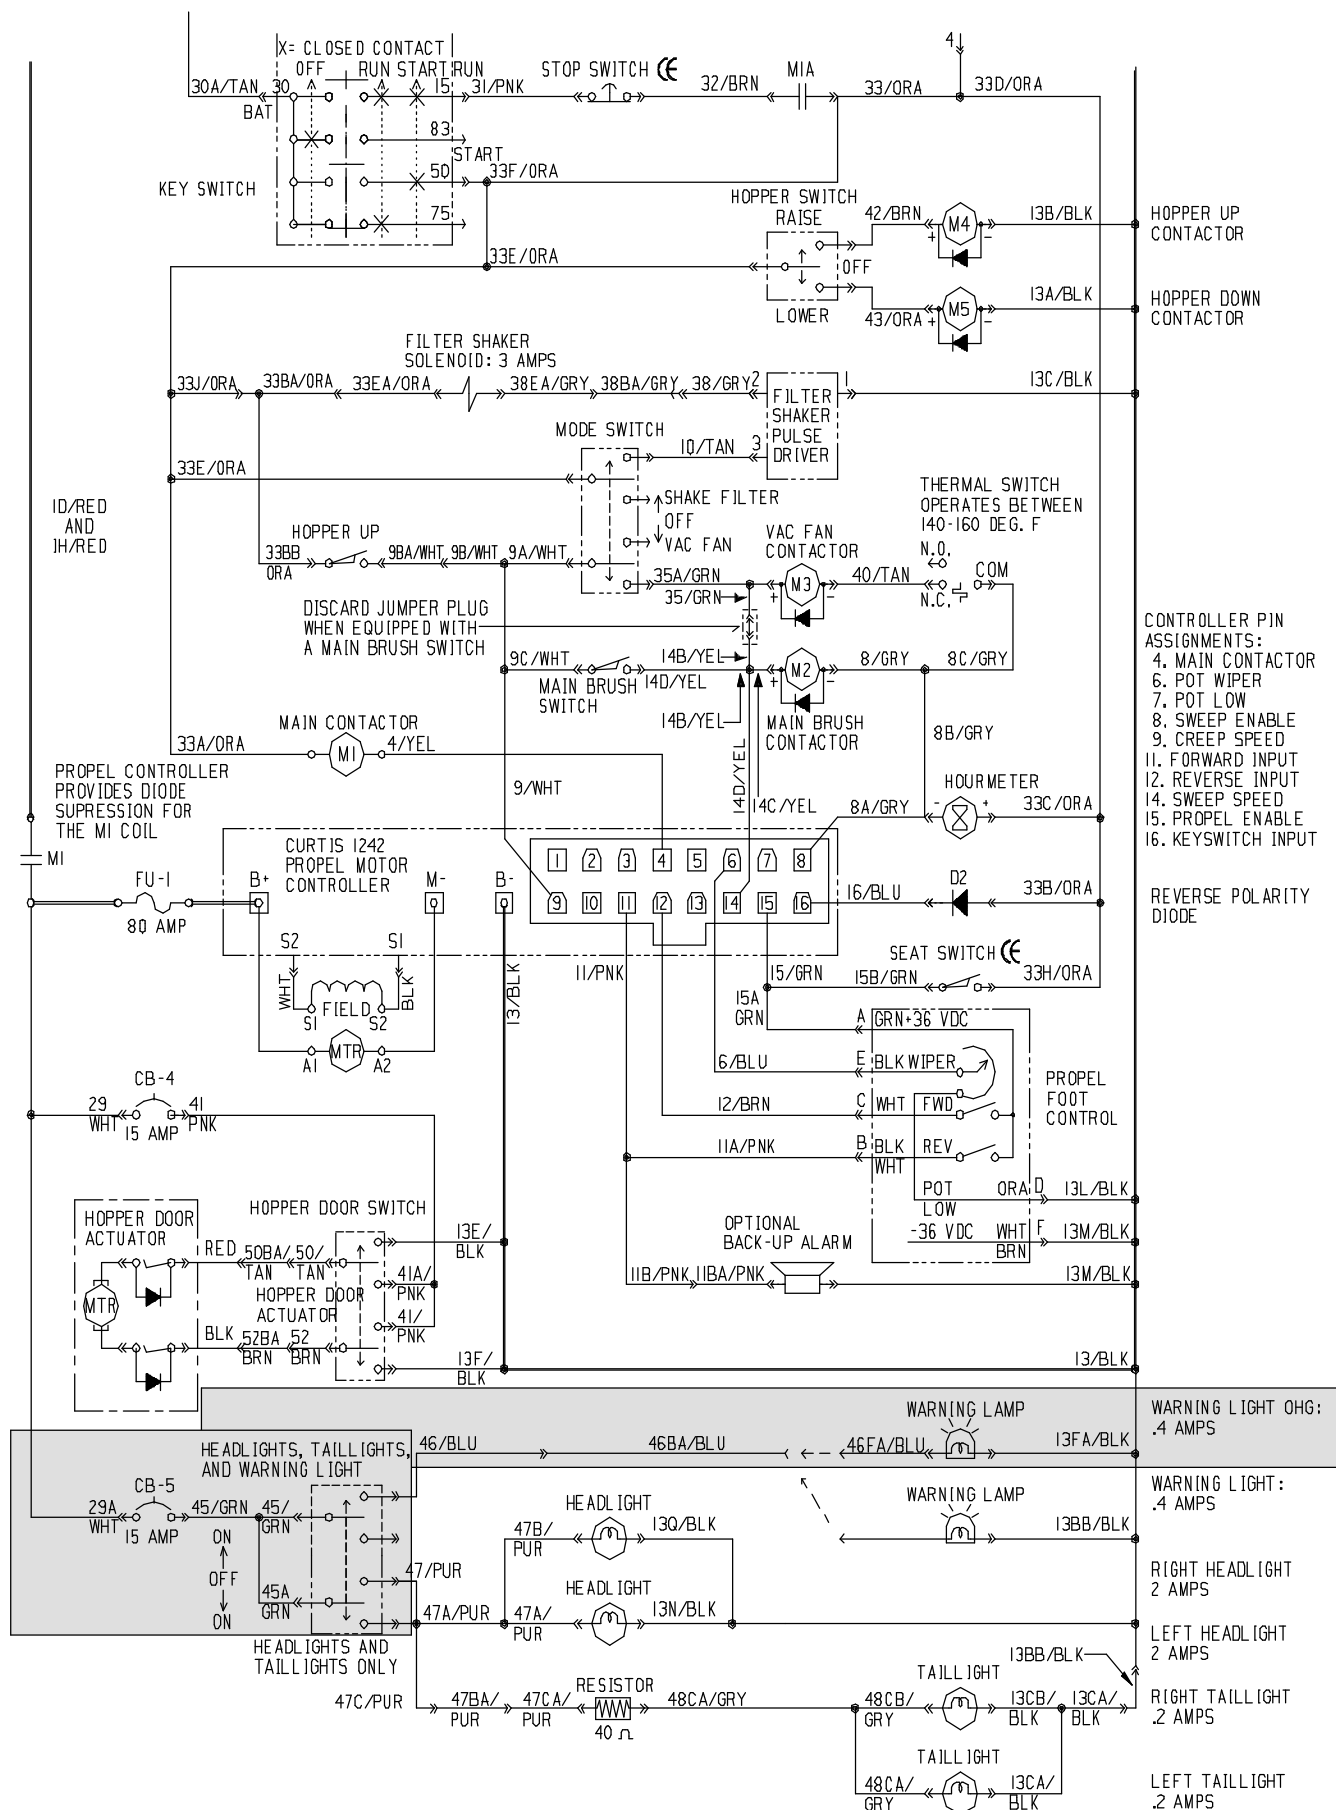 X= CLOSED CONTACT
OFF RUN START RUN
30A/TAN 30 15 31/PNK
BAT
STOP SWITCH CE
32/BRN M1A 33/ORA 4 33D/ORA
83
START
50 33F/ORA
KEY SWITCH
75
HOPPER SWITCH
RAISE
42/BRN M4 13B/BLK
+ -
HOPPER UP
CONTACTOR
33E/ORA
OFF
LOWER
43/ORA M5 13A/BLK
+ -
HOPPER DOWN
CONTACTOR
FILTER SHAKER
SOLENOID: 3 AMPS
33J/ORA 33BA/ORA 33EA/ORA 38EA/GRY 38BA/GRY 38/GRY 2 1 13C/BLK
FILTER
SHAKER
PULSE
DRIVER
MODE SWITCH
10/TAN 3
33E/ORA
SHAKE FILTER
OFF
VAC FAN
THERMAL SWITCH
OPERATES BETWEEN
140-160 DEG. F
1D/RED
AND
1H/RED
HOPPER UP
33BB
ORA
9BA/WHT 9B/WHT 9A/WHT
VAC FAN
CONTACTOR
N.O.
COM
N.C.
35A/GRN M3 40/TAN
35/GRN + -
DISCARD JUMPER PLUG
WHEN EQUIPPED WITH
A MAIN BRUSH SWITCH
9C/WHT
MAIN BRUSH
SWITCH
14B/YEL
14D/YEL
M2 8/GRY 8C/GRY
+ -
14B/YEL
MAIN BRUSH
CONTACTOR
14D/YEL
14C/YEL
8B/GRY
CONTROLLER PIN
ASSIGNMENTS:
4. MAIN CONTACTOR
6. POT WIPER
7. POT LOW
8. SWEEP ENABLE
9. CREEP SPEED
11. FORWARD INPUT
12. REVERSE INPUT
14. SWEEP SPEED
15. PROPEL ENABLE
16. KEYSWITCH INPUT
MAIN CONTACTOR
33A/ORA M1 4/YEL
9/WHT
PROPEL CONTROLLER
PROVIDES DIODE
SUPRESSION FOR
THE M1 COIL
HOURMETER
8A/GRY - + 33C/ORA
M1
CURTIS 1242
PROPEL MOTOR
CONTROLLER
FU-1
80 AMP
B+ M- B-
1 2 3 4 5 6 7 8
9 10 11 12 13 14 15 16
16/BLU D2 33B/ORA
REVERSE POLARITY
DIODE
S2 S1
WHT BLK
S1 FIELD S2
A1 MTR A2
13/BLK
11/PNK
15/GRN
15A
GRN
SEAT SWITCH CE
15B/GRN 33H/ORA
A GRN+36 VDC
6/BLU E BLK WIPER
12/BRN C WHT FWD
11A/PNK B BLK REV
WHT
PROPEL
FOOT
CONTROL
CB-4
29
WHT
41
PNK
15 AMP
POT
LOW
ORA D 13L/BLK
-36 VDC WHT F 13M/BLK
BRN
HOPPER DOOR
ACTUATOR
HOPPER DOOR SWITCH
RED 50BA/ 50/
TAN TAN
13E/
BLK
41A/
PNK
HOPPER DOOR
ACTUATOR
MTR
41/
PNK
BLK 52BA 52
BRN BRN
13F/
BLK
OPTIONAL
BACK-UP ALARM
11B/PNK 11BA/PNK 13M/BLK
13/BLK
WARNING LAMP
WARNING LIGHT OHG:
.4 AMPS
46/BLU 46BA/BLU 46FA/BLU 13FA/BLK
HEADLIGHTS, TAILLIGHTS,
AND WARNING LIGHT
WARNING LAMP
WARNING LIGHT:
.4 AMPS
13BB/BLK
CB-5
29A
WHT
15 AMP
45/GRN 45/
GRN
ON
OFF
ON
45A
GRN
HEADLIGHTS AND
TAILLIGHTS ONLY
47/PUR
47A/PUR
HEADLIGHT
47B/
PUR
13Q/BLK
RIGHT HEADLIGHT
2 AMPS
HEADLIGHT
47A/
PUR
13N/BLK
LEFT HEADLIGHT
2 AMPS
13BB/BLK
47C/PUR
47BA/
PUR
47CA/
PUR
RESISTOR
40 Ω
48CA/GRY
TAILLIGHT
48CB/
GRY
13CB/
BLK
13CA/
BLK
RIGHT TAILLIGHT
.2 AMPS
TAILLIGHT
48CA/
GRY
13CA/
BLK
LEFT TAILLIGHT
.2 AMPS